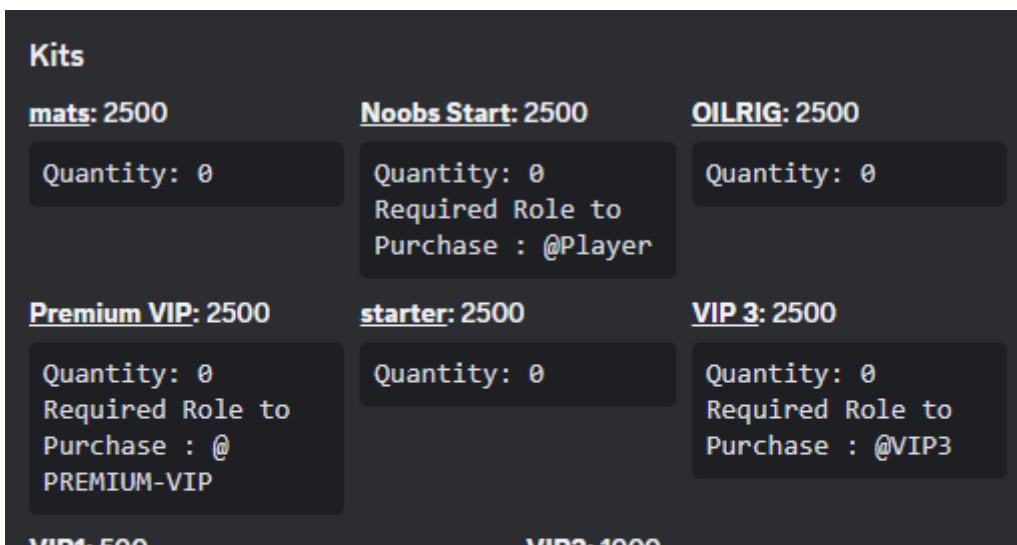 Kits
mats: 2500
Quantity: 0
Noobs Start: 2500
Quantity: 0
Required Role to
Purchase : @Player
OILRIG: 2500
Quantity: 0
Premium VIP: 2500
Quantity: 0
Required Role to
Purchase : @
PREMIUM-VIP
starter: 2500
Quantity: 0
VIP 3: 2500
Quantity: 0
Required Role to
Purchase : @VIP3